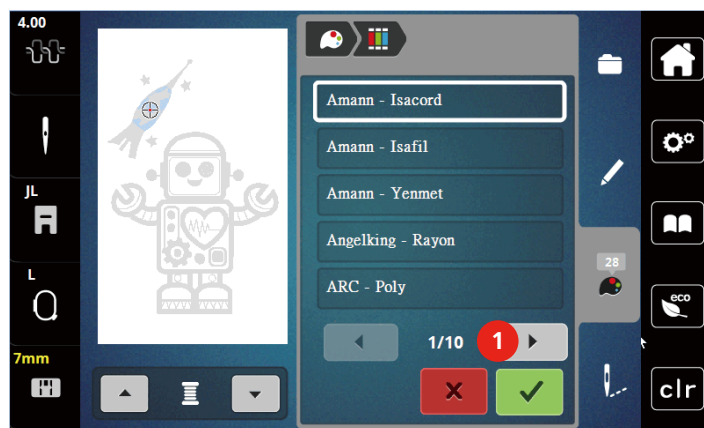 4.00
JL
L
7mm
Amann - Isacord
Amann - Isafil
Amann - Yenmet
Angelking - Rayon
ARC - Poly
1/10
1
28
eco
clr